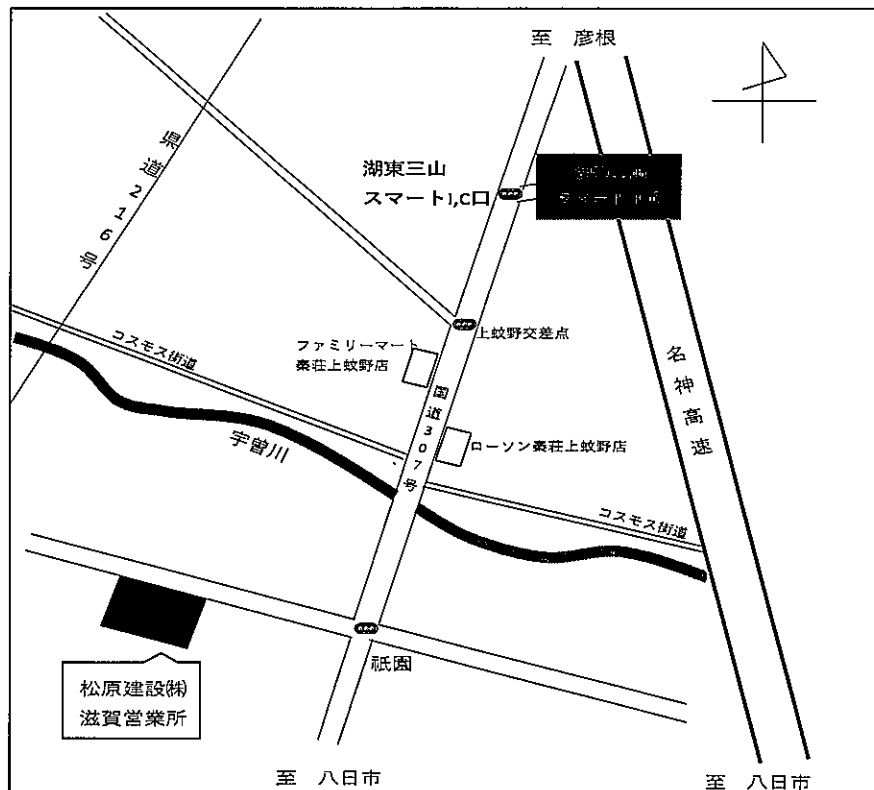 至 彦根
県道216号
湖東三山
スマートI,C口
上蚊野交差点
コスモス街道
ファミリーマート
秦荘上蚊野店
国道307号
名神高速
ローソン秦荘上蚊野店
宇曽川
コスモス街道
祇園
松原建設㈱
滋賀営業所
至 八日市
至 八日市